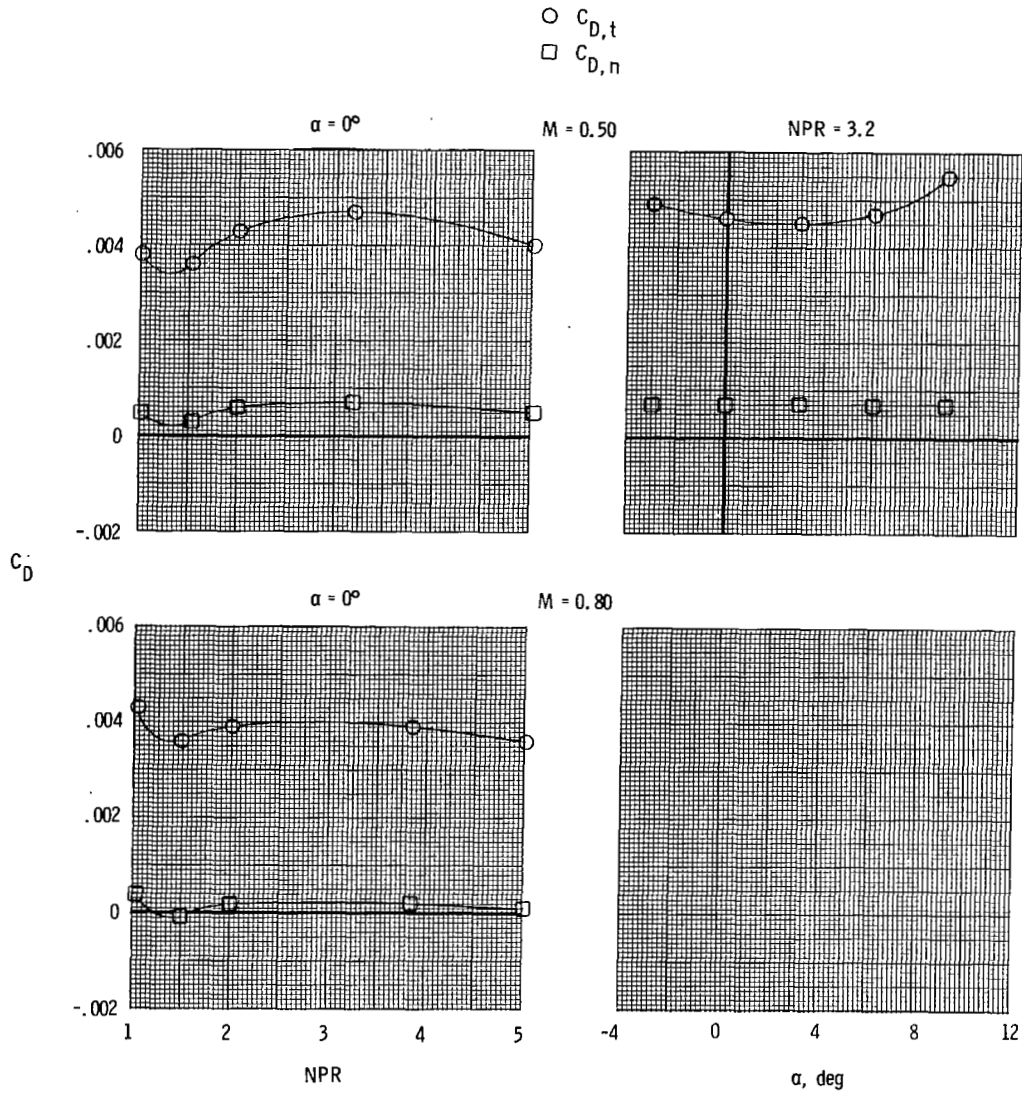 C_D,t
C_D,n
α = 0° M = 0.50 NPR = 3.2
.006
.004
.002
0
-.002
C_D
α = 0° M = 0.80
.006
.004
.002
0
-.002
1 2 3 4 5
-4 0 4 8 12
NPR
α, deg